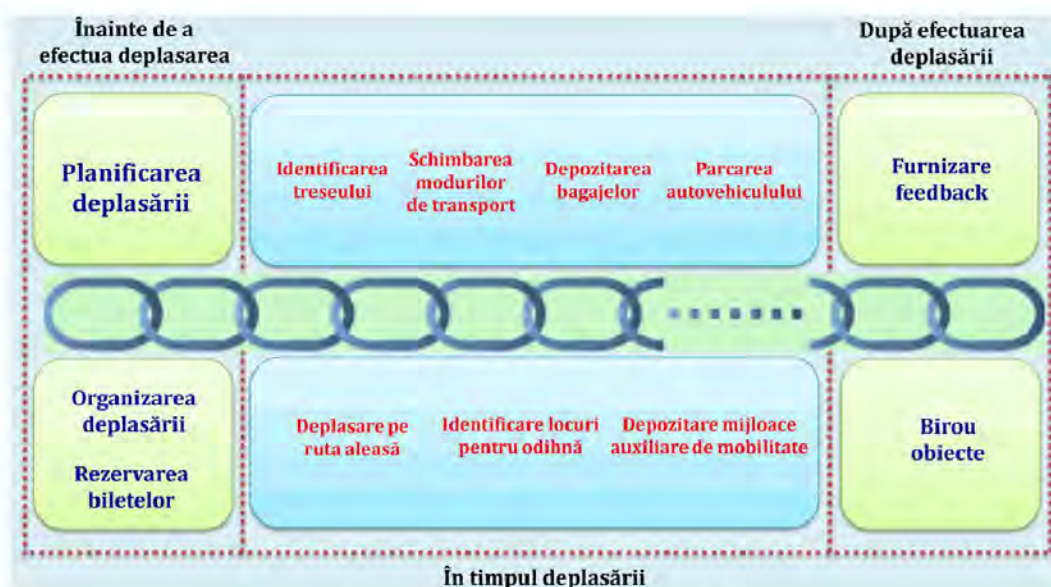 Înainte de a
efectua deplasarea
După efectuarea
deplasării
Planificarea
deplasării
Identificarea
treseului
Schimbarea
modurilor
de transport
Depozitarea
bagajelor
Parcarea
autovehiculului
Furnizare
feedback
Organizarea
deplasării
Rezervarea
biletelor
Deplasare pe
ruta aleasă
Identificare locuri
pentru odihnă
Depozitare mijloace
auxiliare de mobilitate
Birou
obiecte
În timpul deplasării